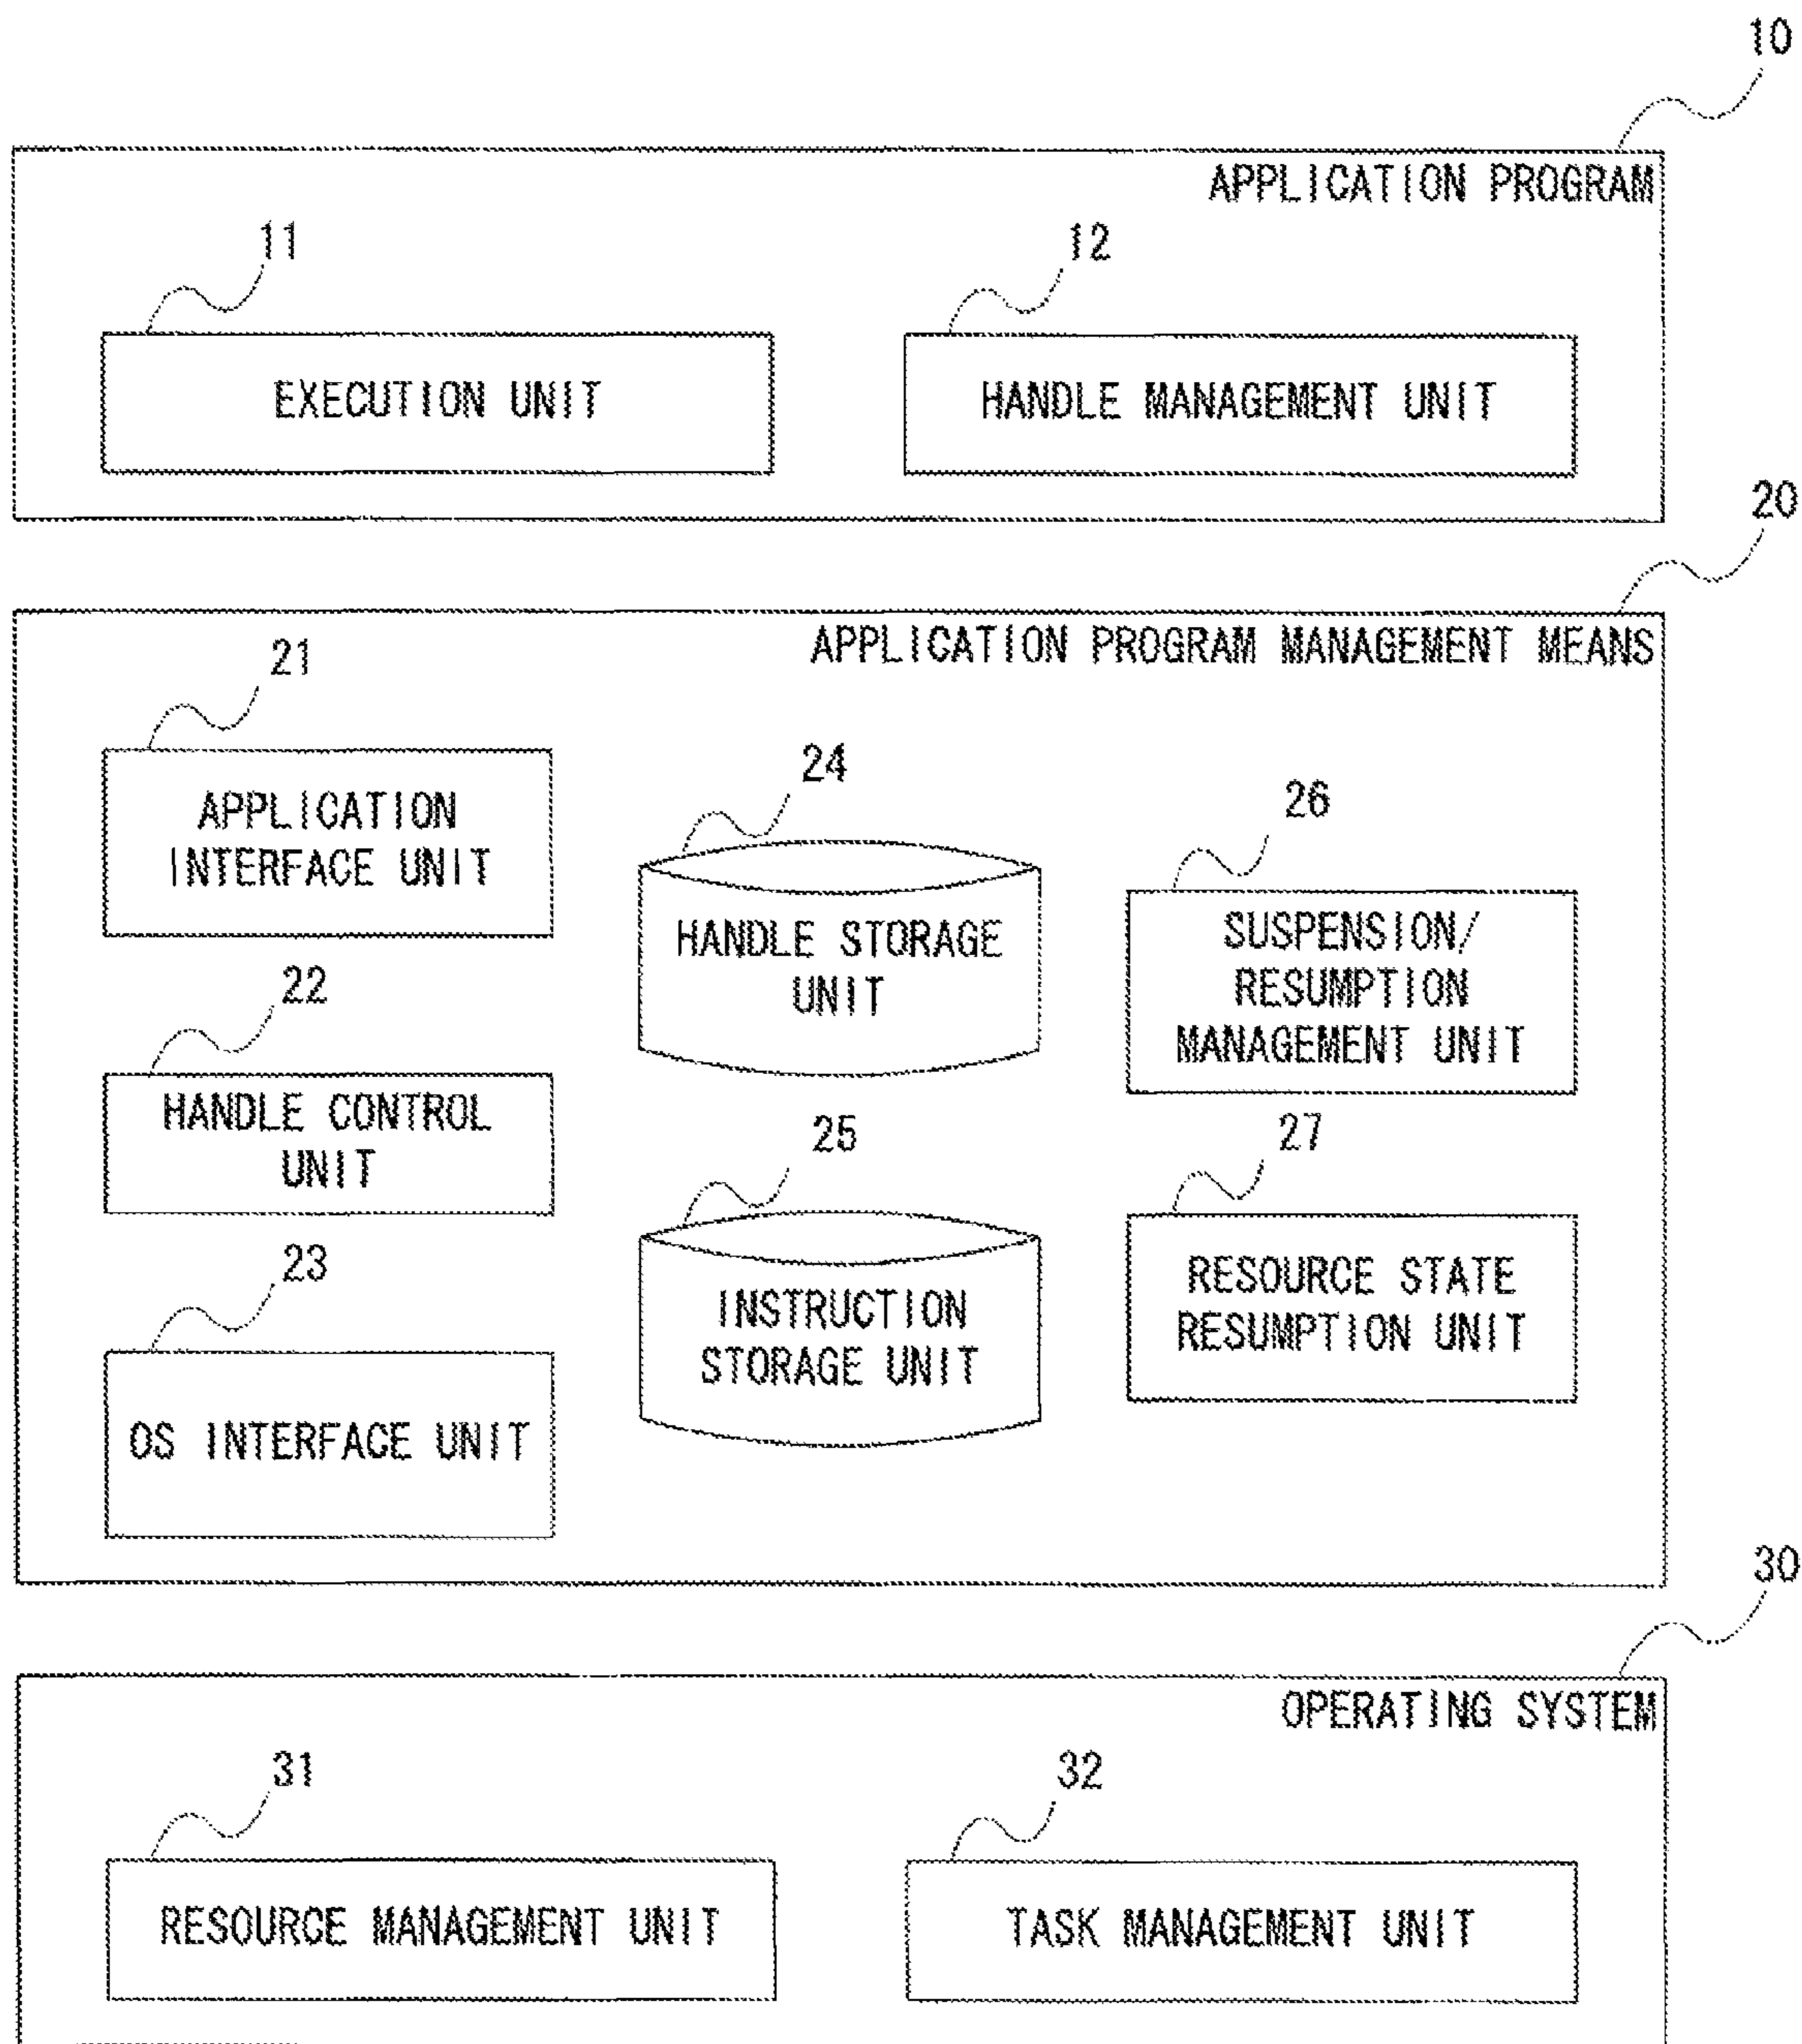 10
APPLICATION PROGRAM
11
12
EXECUTION UNIT
HANDLE MANAGEMENT UNIT
20
APPLICATION PROGRAM MANAGEMENT MEANS
21
APPLICATION
INTERFACE UNIT
22
HANDLE CONTROL
UNIT
23
OS INTERFACE UNIT
24
HANDLE STORAGE
UNIT
25
INSTRUCTION
STORAGE UNIT
26
SUSPENSION/
RESUMPTION
MANAGEMENT UNIT
27
RESOURCE STATE
RESUMPTION UNIT
30
OPERATING SYSTEM
31
32
RESOURCE MANAGEMENT UNIT
TASK MANAGEMENT UNIT